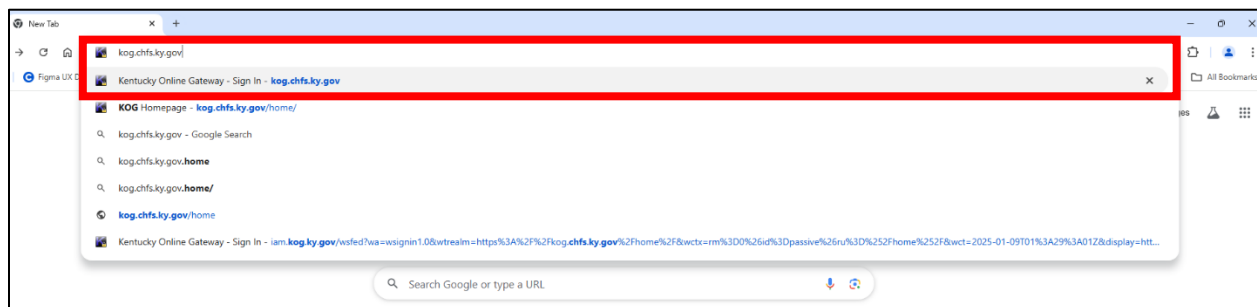 New Tab
kog.chfs.ky.gov
Figma UX D
All Bookmarks
Kentucky Online Gateway - Sign In - kog.chfs.ky.gov
KOG Homepage - kog.chfs.ky.gov/home/
kog.chfs.ky.gov - Google Search
kog.chfs.ky.gov.home
kog.chfs.ky.gov.home/
kog.chfs.ky.gov/home
Kentucky Online Gateway - Sign In - iam.kog.ky.gov/wsfed?wa=wsignin1.0&wtrealm=https%3A%2F%2Fkog.chfs.ky.gov%2Fhome%2F&wctx=rm%3D0%26id%3Dpassive%26ru%3D%252Fhome%252F&wct=2025-01-09T01%3A29%3A01Z&display=htt...
Search Google or type a URL